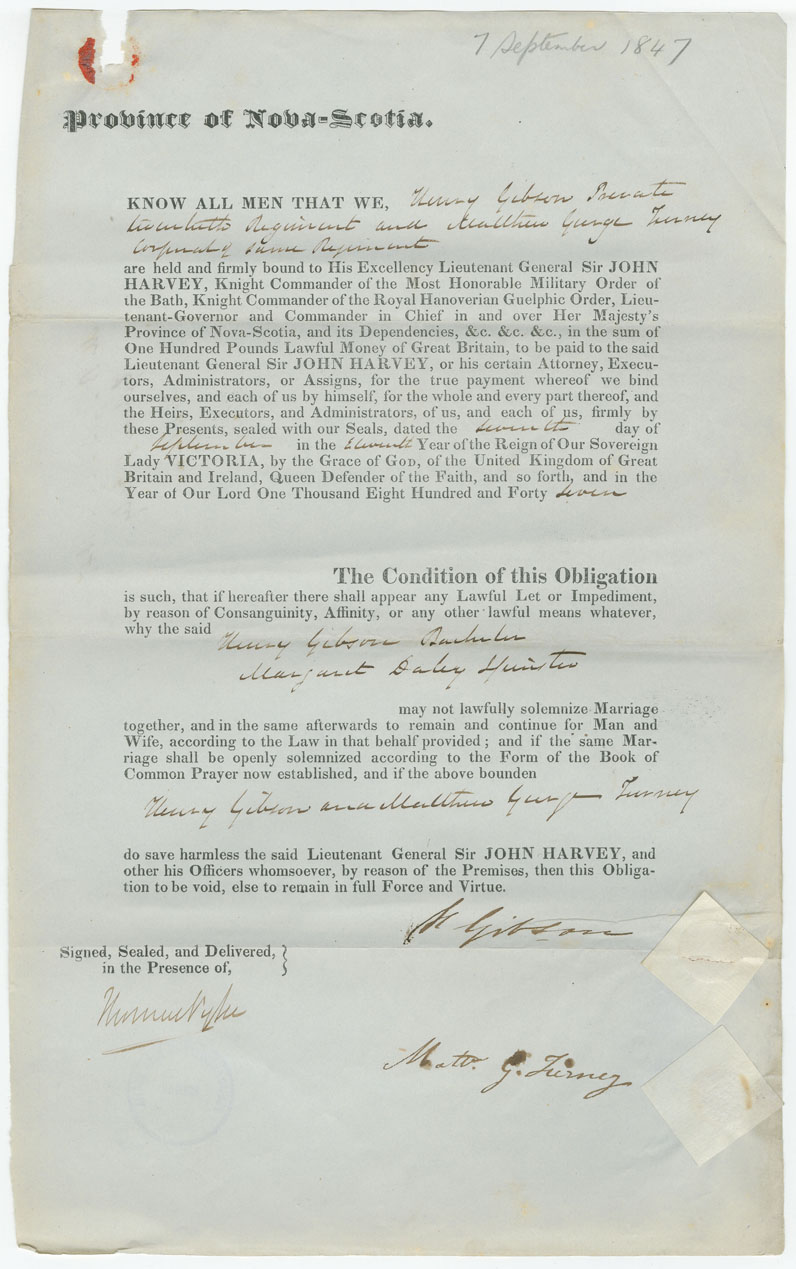 7 September 1847
Province of Nova-Scotia.
KNOW ALL MEN THAT WE, Henry Gibson Private
twentieth Regiment and Matthew George Tierney
Corporal of same Regiment
are held and firmly bound to His Excellency Lieutenant General Sir JOHN
HARVEY, Knight Commander of the Most Honorable Military Order of
the Bath, Knight Commander of the Royal Hanoverian Guelphic Order, Lieu-
tenant-Governor and Commander in Chief in and over Her Majesty's
Province of Nova-Scotia, and its Dependencies, &c. &c. &c., in the sum of
One Hundred Pounds Lawful Money of Great Britain, to be paid to the said
Lieutenant General Sir JOHN HARVEY, or his certain Attorney, Execu-
tors, Administrators, or Assigns, for the true payment whereof we bind
ourselves, and each of us by himself, for the whole and every part thereof, and
the Heirs, Executors, and Administrators, of us, and each of us, firmly by
these Presents, sealed with our Seals, dated the seventh day of
September in the Eleventh Year of the Reign of Our Sovereign
Lady VICTORIA, by the Grace of GOD, of the United Kingdom of Great
Britain and Ireland, Queen Defender of the Faith, and so forth, and in the
Year of Our Lord One Thousand Eight Hundred and Forty seven
The Condition of this Obligation
is such, that if hereafter there shall appear any Lawful Let or Impediment,
by reason of Consanguinity, Affinity, or any other lawful means whatever,
why the said Henry Gibson Bachelor
Margaret Daley Spinster
may not lawfully solemnize Marriage
together, and in the same afterwards to remain and continue for Man and
Wife, according to the Law in that behalf provided; and if the same Mar-
riage shall be openly solemnized according to the Form of the Book of
Common Prayer now established, and if the above bounden
Henry Gibson and Matthew George Tierney
do save harmless the said Lieutenant General Sir JOHN HARVEY, and
other his Officers whomsoever, by reason of the Premises, then this Obliga-
tion to be void, else to remain in full Force and Virtue.
H Gibson
Signed, Sealed, and Delivered,
in the Presence of,
Mattw. G. Tierney